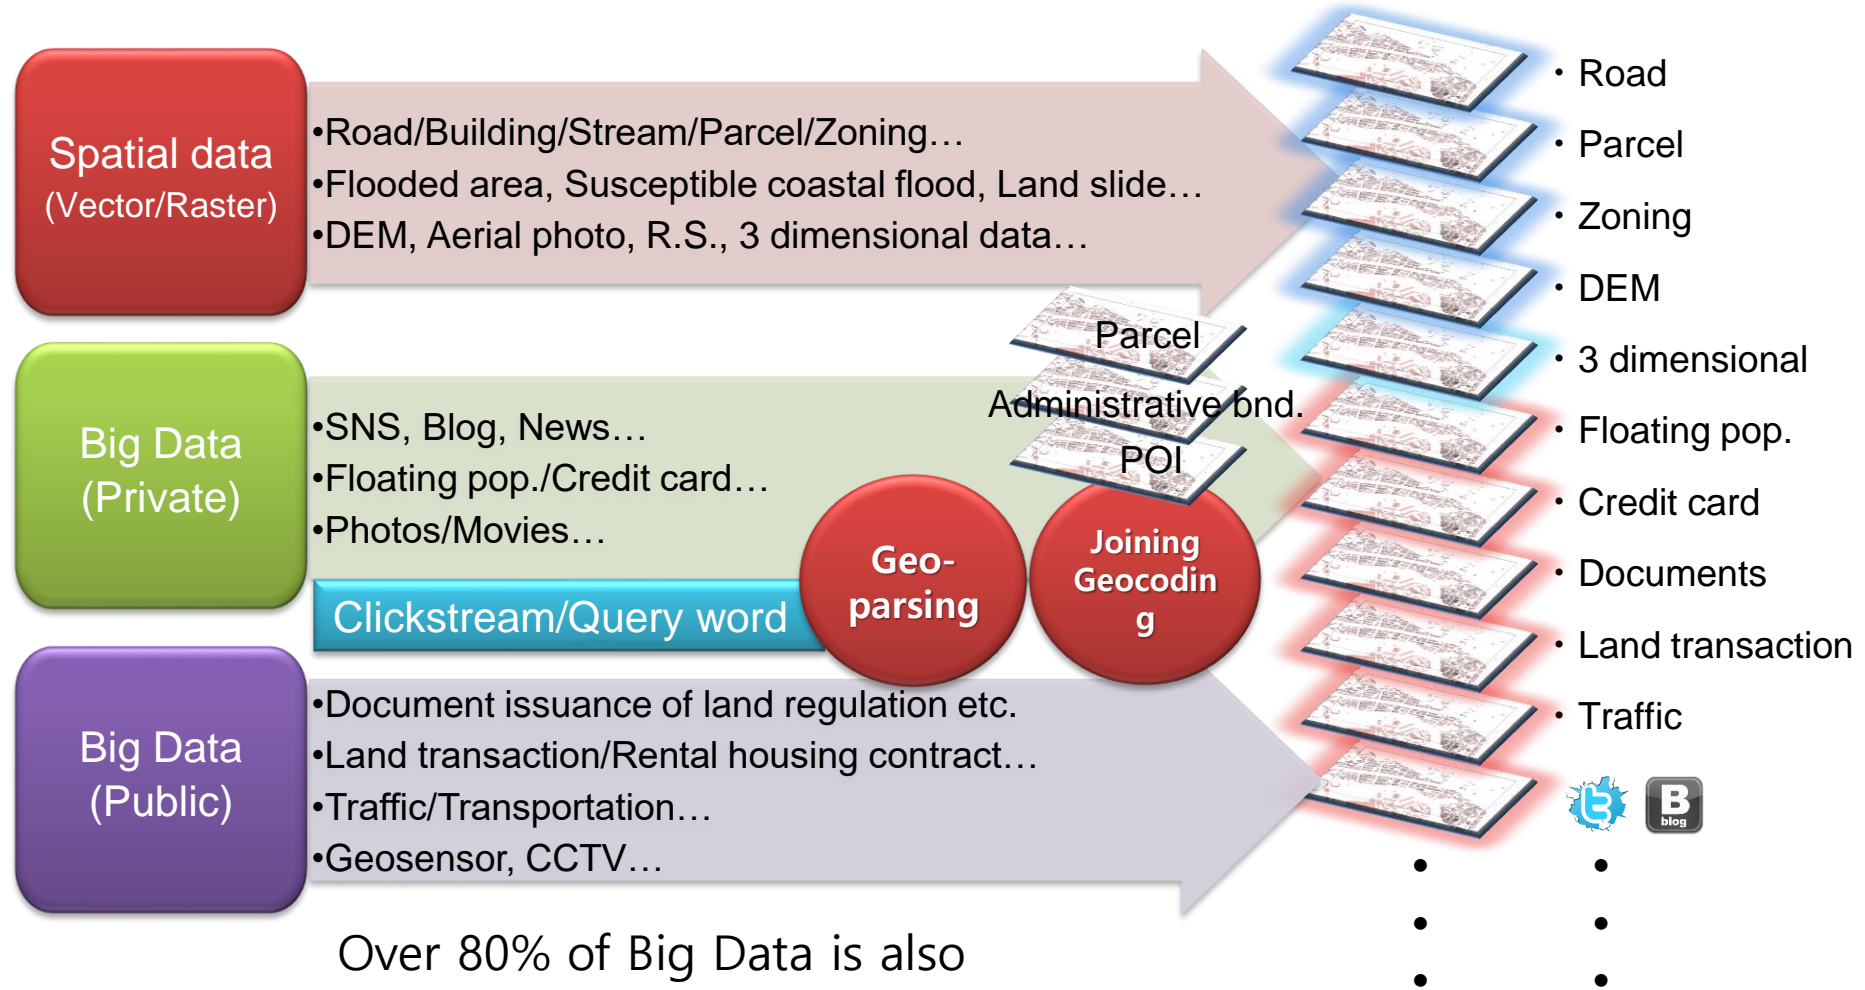 Spatial data
(Vector/Raster)
•Road/Building/Stream/Parcel/Zoning…
•Flooded area, Susceptible coastal flood, Land slide…
•DEM, Aerial photo, R.S., 3 dimensional data…
Big Data
(Private)
•SNS, Blog, News…
•Floating pop./Credit card…
•Photos/Movies…
Clickstream/Query word
Parcel
Administrative bnd.
POI
Geo-
parsing
Joining
Geocodin
g
Big Data
(Public)
•Document issuance of land regulation etc.
•Land transaction/Rental housing contract…
•Traffic/Transportation…
•Geosensor, CCTV…
・Road
・Parcel
・Zoning
・DEM
・3 dimensional
・Floating pop.
・Credit card
・Documents
・Land transaction
・Traffic
B
blog
Over 80% of Big Data is also